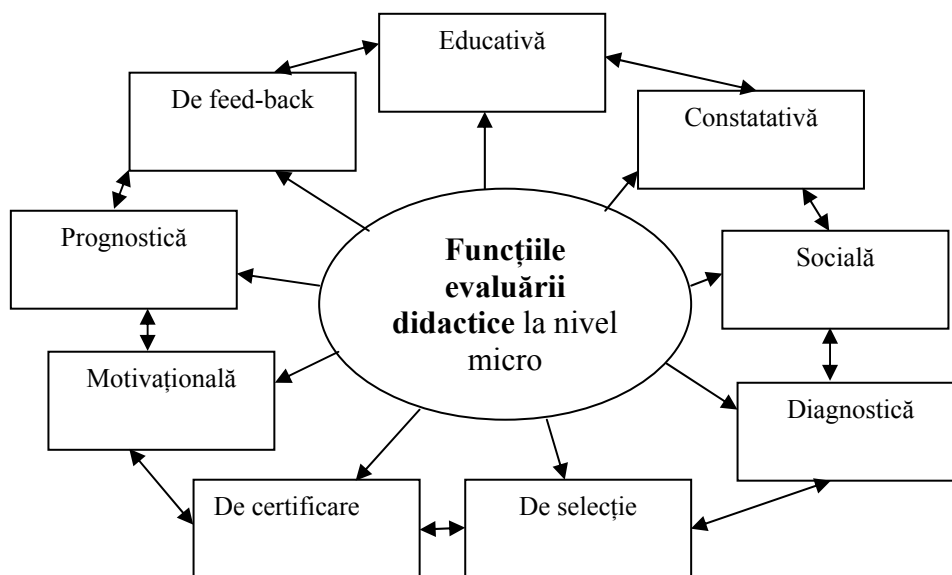 Educativă
De feed-back
Constatativă
Prognostică
Funcțiile
evaluării
didactice la nivel
micro
Socială
Motivațională
Diagnostică
De certificare
De selecție